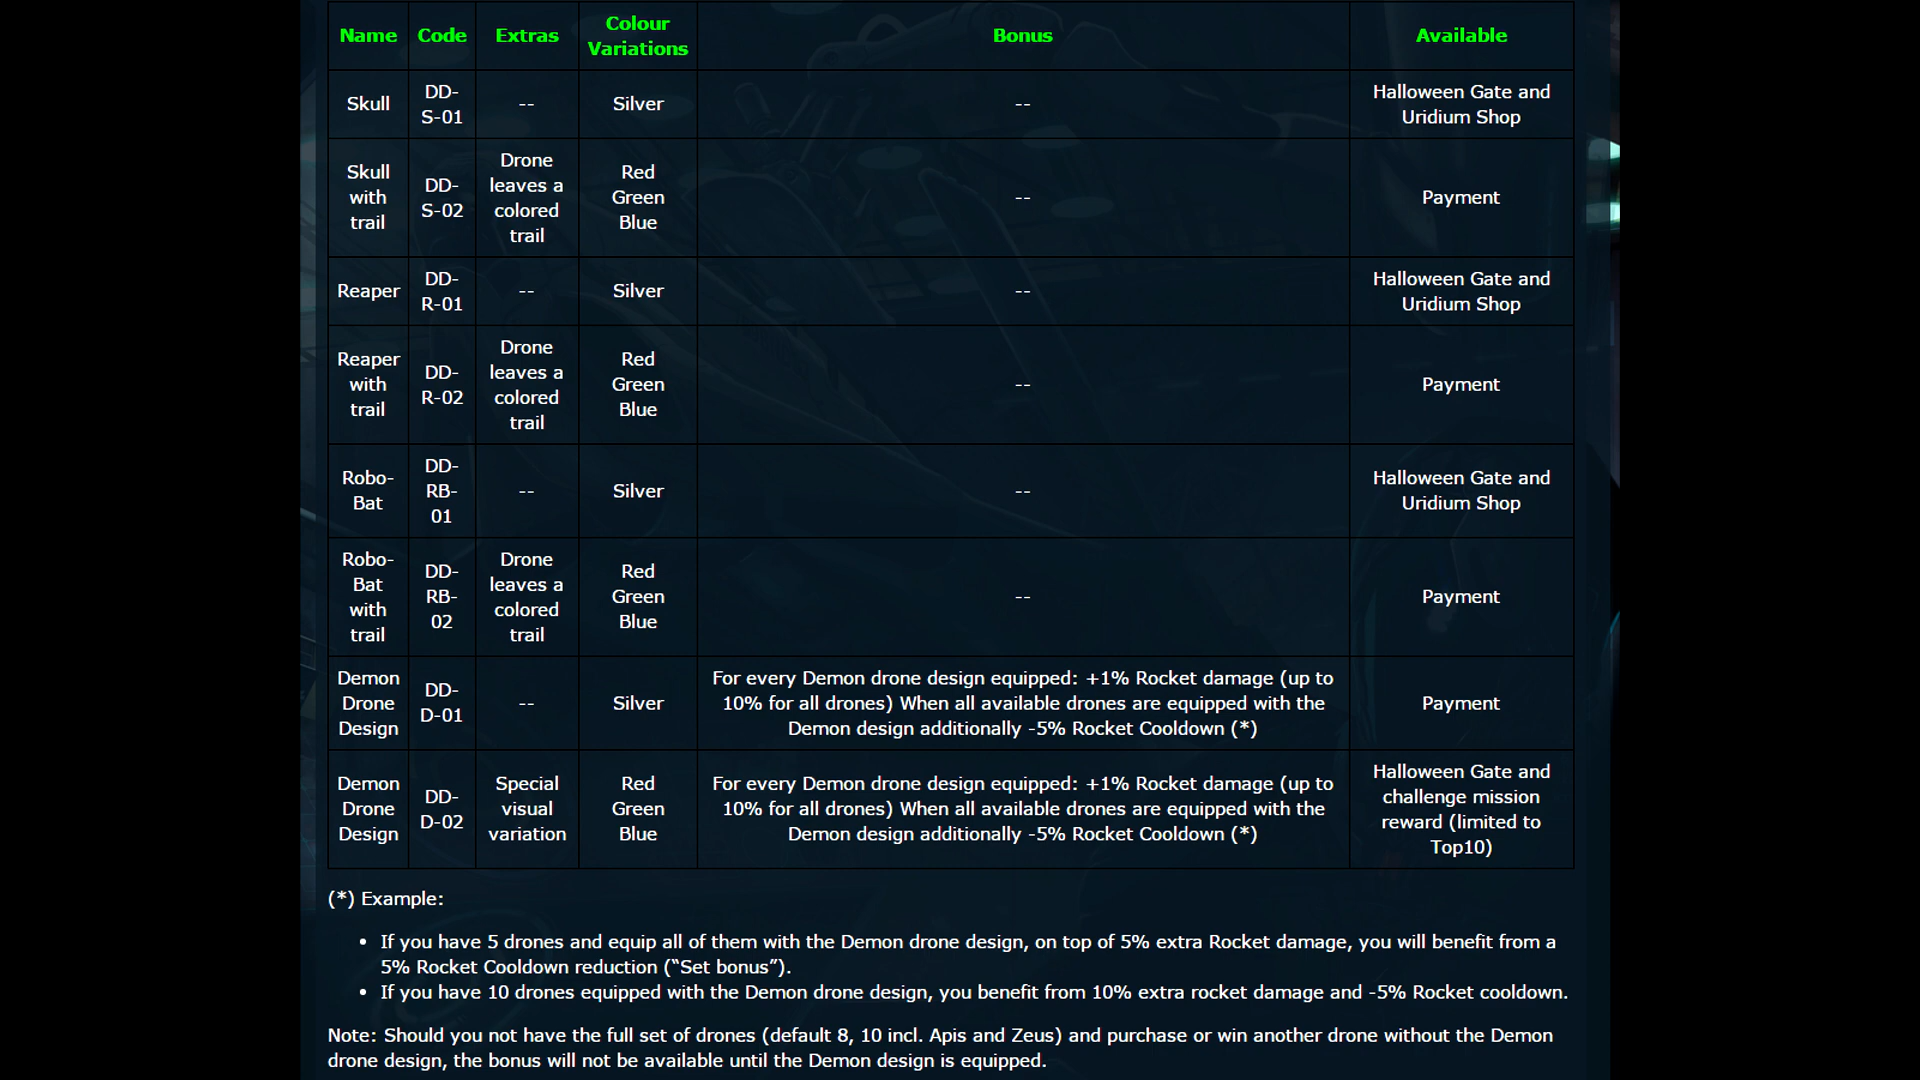 Name Code Extras Colour Variations Bonus Available
Skull DD-S-01 -- Silver -- Halloween Gate and Uridium Shop
Skull with trail DD-S-02 Drone leaves a colored trail Red Green Blue -- Payment
Reaper DD-R-01 -- Silver -- Halloween Gate and Uridium Shop
Reaper with trail DD-R-02 Drone leaves a colored trail Red Green Blue -- Payment
Robo-Bat DD-RB-01 -- Silver -- Halloween Gate and Uridium Shop
Robo-Bat with trail DD-RB-02 Drone leaves a colored trail Red Green Blue -- Payment
Demon Drone Design DD-D-01 -- Silver For every Demon drone design equipped: +1% Rocket damage (up to 10% for all drones) When all available drones are equipped with the Demon design additionally -5% Rocket Cooldown (*) Payment
Demon Drone Design DD-D-02 Special visual variation Red Green Blue For every Demon drone design equipped: +1% Rocket damage (up to 10% for all drones) When all available drones are equipped with the Demon design additionally -5% Rocket Cooldown (*) Halloween Gate and challenge mission reward (limited to Top10)
(*) Example:
• If you have 5 drones and equip all of them with the Demon drone design, on top of 5% extra Rocket damage, you will benefit from a
5% Rocket Cooldown reduction (“Set bonus”).
• If you have 10 drones equipped with the Demon drone design, you benefit from 10% extra rocket damage and -5% Rocket cooldown.
Note: Should you not have the full set of drones (default 8, 10 incl. Apis and Zeus) and purchase or win another drone without the Demon
drone design, the bonus will not be available until the Demon design is equipped.